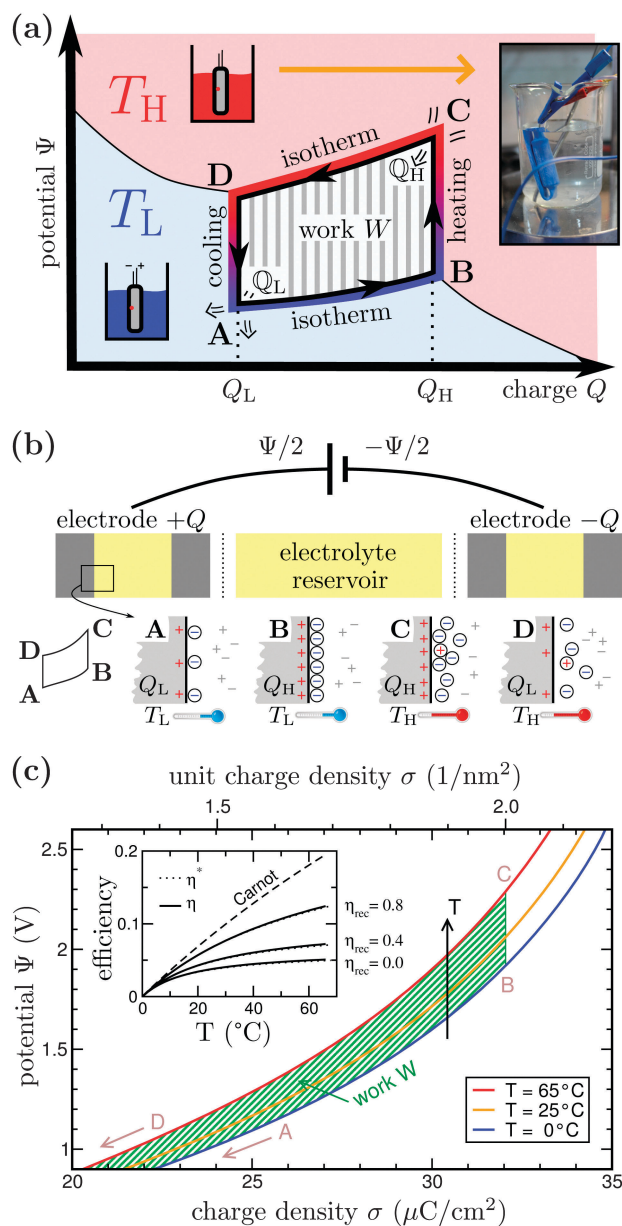 (a)
potential Ψ
T_H
T_L
− +
D
C
isotherm
ℚ_H
cooling
work W
heating
ℚ_L
B
A
isotherm
Q_L
Q_H
charge Q
(b)
Ψ/2
−Ψ/2
electrode +Q
electrode −Q
electrolyte
reservoir
D
C
A
B
A
Q_L
T_L
B
Q_H
T_L
C
Q_H
T_H
D
Q_L
T_H
(c)
unit charge density σ (1/nm²)
1.5
2.0
potential Ψ (V)
2.5
2
1.5
1
efficiency
0.2
0.1
0
0
20
40
60
T (°C)
η*
η
Carnot
η_rec = 0.8
η_rec = 0.4
η_rec = 0.0
C
T
B
work W
D
A
T = 65°C
T = 25°C
T = 0°C
20
25
30
35
charge density σ (μC/cm²)